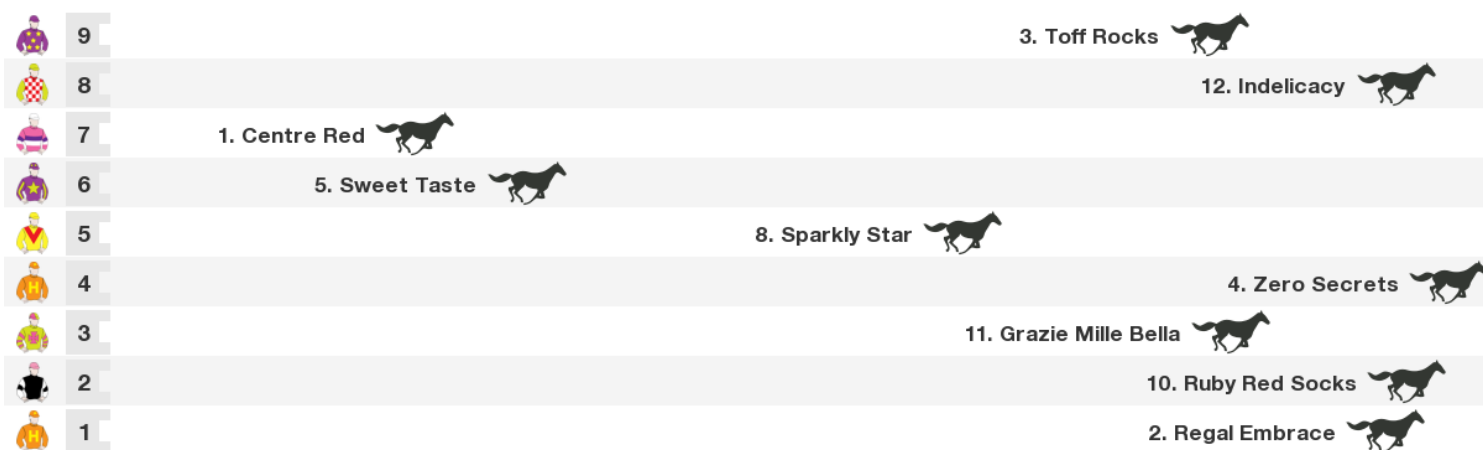 9 3. Toff Rocks
8 12. Indelicacy
7 1. Centre Red
6 5. Sweet Taste
5 8. Sparkly Star
H 4 4. Zero Secrets
3 11. Grazie Mille Bella
2 10. Ruby Red Socks
H 1 2. Regal Embrace